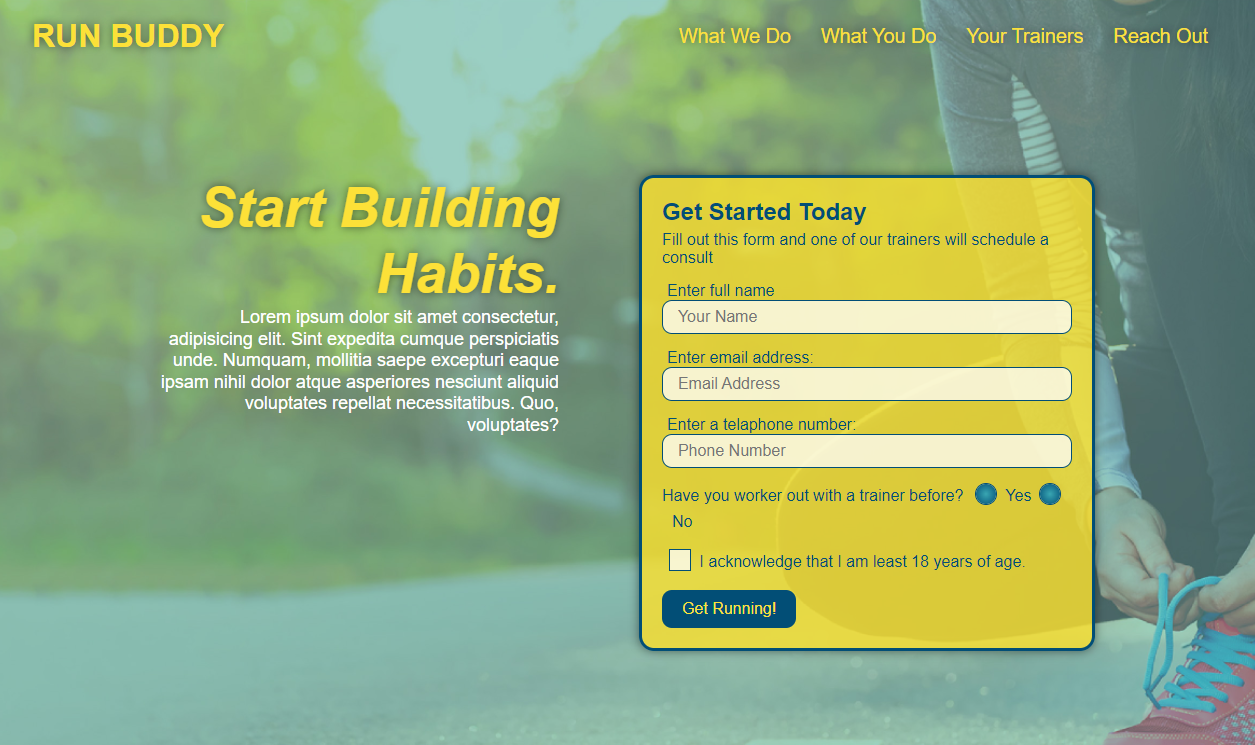 RUN BUDDY
What We Do What You Do Your Trainers Reach Out
Start Building
Habits.
Lorem ipsum dolor sit amet consectetur,
adipisicing elit. Sint expedita cumque perspiciatis
unde. Numquam, mollitia saepe excepturi eaque
ipsam nihil dolor atque asperiores nesciunt aliquid
voluptates repellat necessitatibus. Quo,
voluptates?
Get Started Today
Fill out this form and one of our trainers will schedule a
consult
Enter full name
Your Name
Enter email address:
Email Address
Enter a telaphone number:
Phone Number
Have you worker out with a trainer before? Yes
No
I acknowledge that I am least 18 years of age.
Get Running!